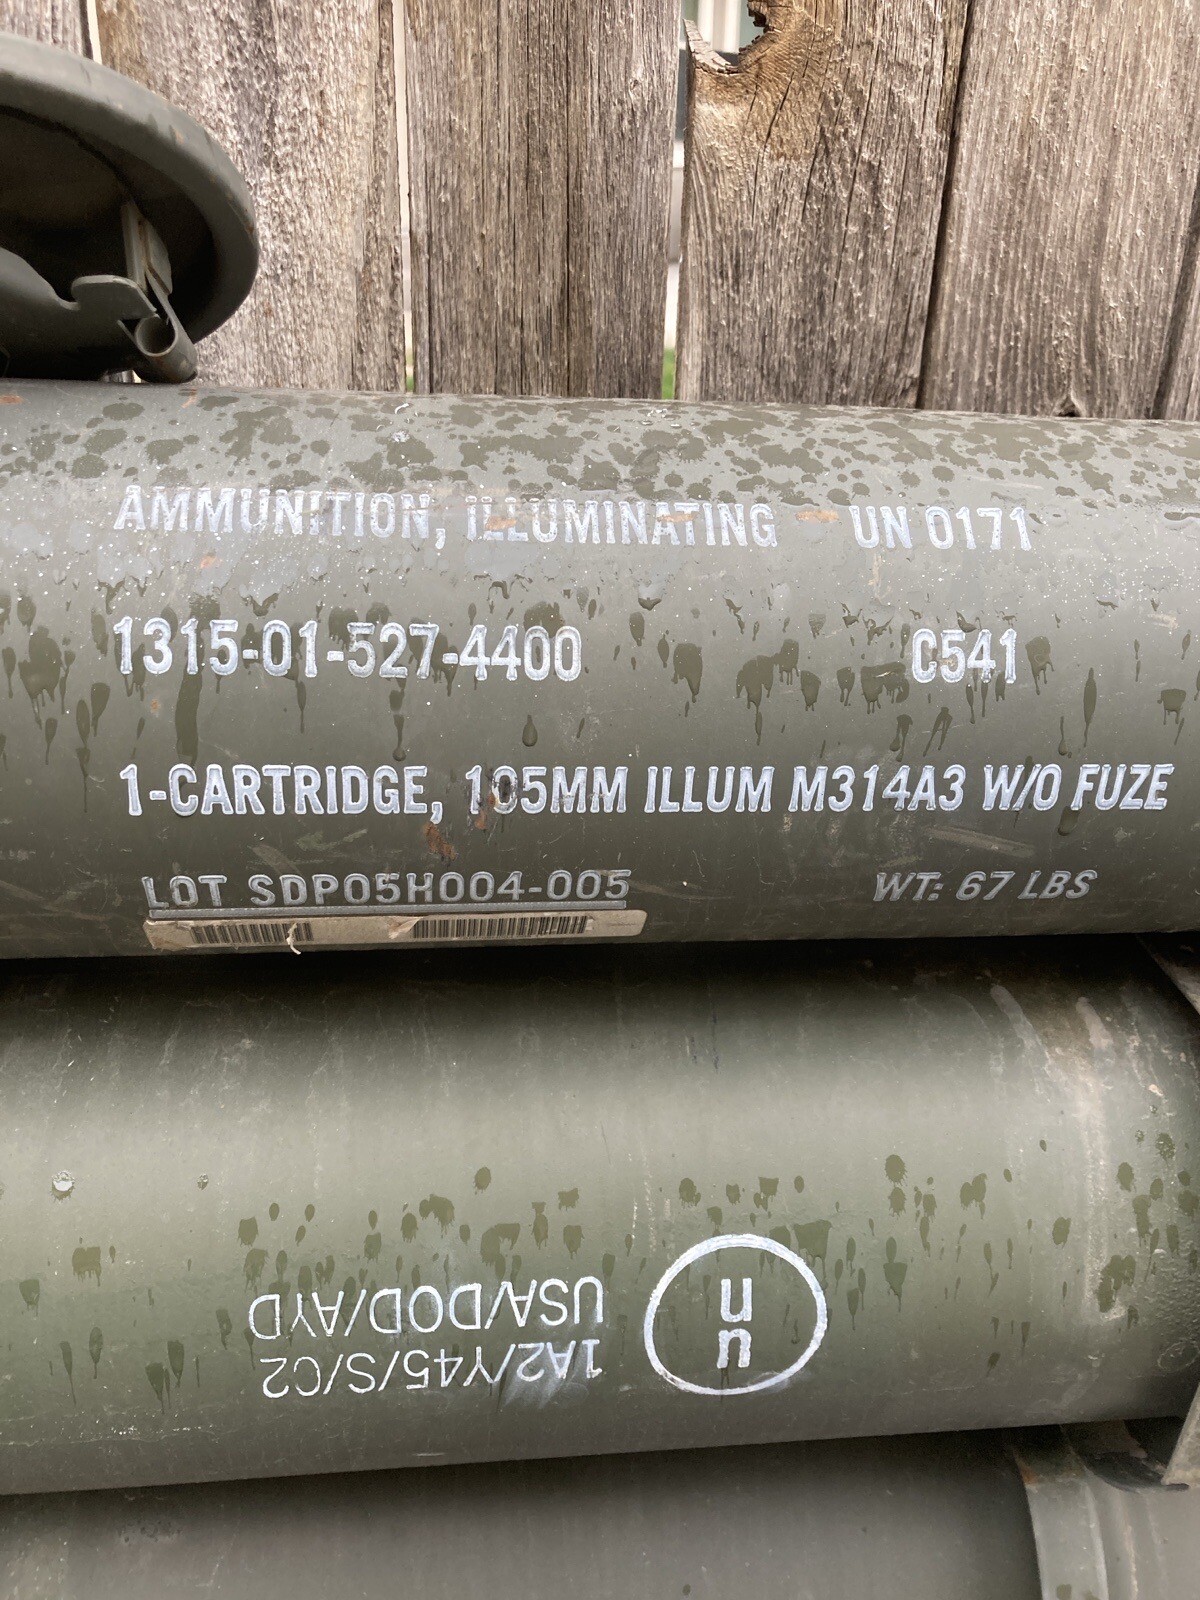 AMMUNITION, ILLUMINATING UN 0171
1315-01-527-4400 C541
1-CARTRIDGE, 105MM ILLUM M314A3 W/O FUZE
LOT SDP05H004-005 WT: 67 LBS
un
1A2/Y45/S/C2
USA/DOD/AYD